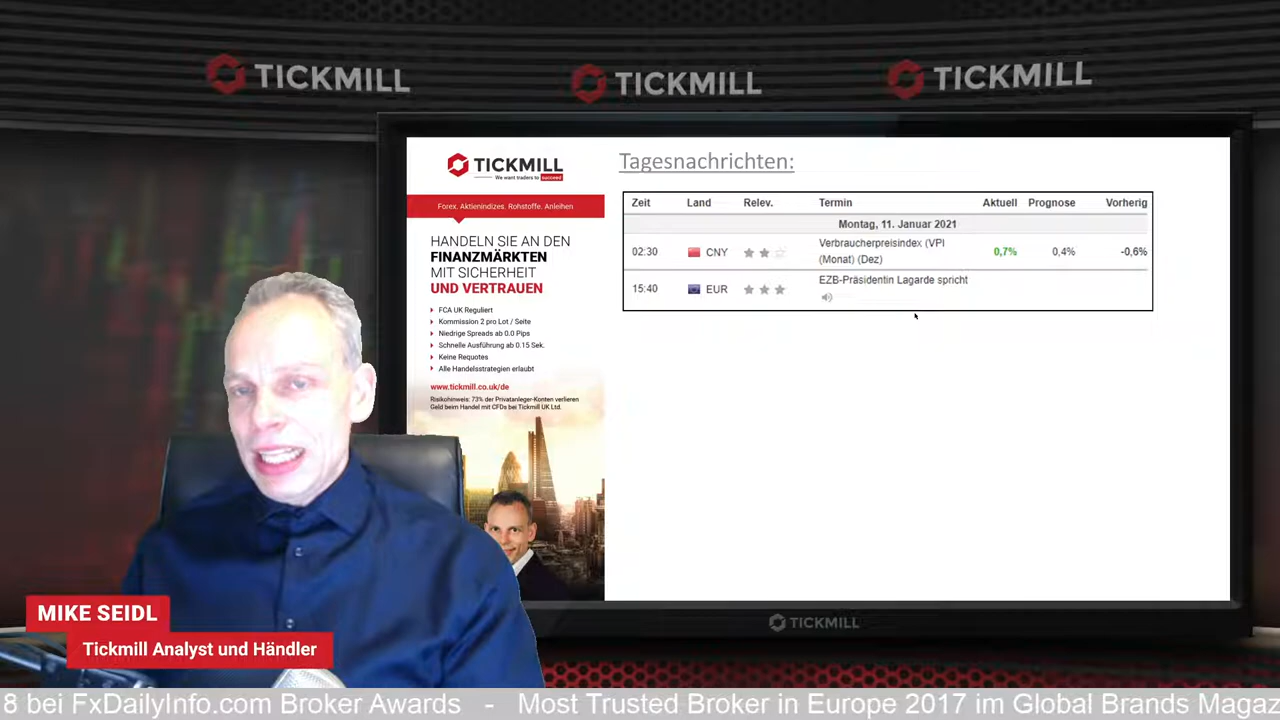 TICKMILL
TICKMILL
TICKMILL
TICKMILL
We want traders to succeed
Forex. Aktienindizes. Rohstoffe. Anleihen
HANDELN SIE AN DEN
FINANZMÄRKTEN
MIT SICHERHEIT
UND VERTRAUEN
FCA UK Reguliert
Kommission 2 pro Lot / Seite
Niedrige Spreads ab 0.0 Pips
Schnelle Ausführung ab 0.15 Sek.
Keine Requotes
Alle Handelsstrategien erlaubt
www.tickmill.co.uk/de
Risikohinweis: 73% der Privatanleger-Konten verlieren
Geld beim Handel mit CFDs bei Tickmill UK Ltd.
Tagesnachrichten:
Zeit Land Relev. Termin Aktuell Prognose Vorherig
Montag, 11. Januar 2021
02:30 CNY Verbraucherpreisindex (VPI) (Monat) (Dez) 0,7% 0,4% -0,6%
15:40 EUR EZB-Präsidentin Lagarde spricht
TICKMILL
MIKE SEIDL
Tickmill Analyst und Händler
8 bei FxDailyInfo.com Broker Awards - Most Trusted Broker in Europe 2017 im Global Brands Magaz